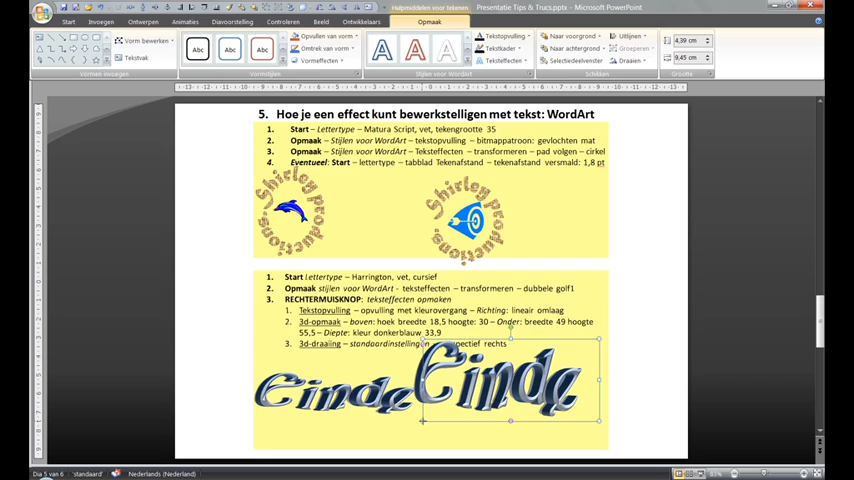 Hulpmiddelen voor tekenen
Presentatie Tips & Trucs.pptx - Microsoft PowerPoint
Start Invoegen Ontwerpen Animaties Diavoorstelling Controleren Beeld Ontwikkelaars Opmaak
Vorm bewerken
Tekstvak
Vormen invoegen
Abc Abc Abc
Opvullen van vorm
Omtrek van vorm
Vormeffecten
Vormstijlen
A A A
Tekstopvulling
Tekstkader
Teksteffecten
Stijlen voor WordArt
Naar voorgrond
Naar achtergrond
Selectiedeelvenster
Uitlijnen
Groeperen
Draaien
Schikken
4,39 cm
9,45 cm
Grootte
5. Hoe je een effect kunt bewerkstelligen met tekst: WordArt
1. Start – Lettertype – Matura Script, vet, tekengrootte 35
2. Opmaak – Stijlen voor WordArt – tekstopvulling – bitmappatroon: gevlochten mat
3. Opmaak – Stijlen voor WordArt – Teksteffecten – transformeren – pad volgen – cirkel
4. Eventueel: Start – lettertype – tabblad Tekenafstand – tekenafstand versmald: 1,8 pt
Shirley productions.
Shirley productions.
1. Start Lettertype – Harrington, vet, cursief
2. Opmaak stijlen voor WordArt - teksteffecten – transformeren – dubbele golf1
3. RECHTERMUISKNOP: teksteffecten opmaken
1. Tekstopvulling – opvulling met kleurovergang – Richting: lineair omlaag
2. 3d-opmaak – boven: hoek breedte 18,5 hoogte: 30 – Onder: breedte 49 hoogte
55,5 – Diepte: kleur donkerblauw 33,9
3. 3d-draaiing – standaardinstellingen rechts
Einde
Einde
Dia 5 van 6 'standaard' Nederlands (Nederland)